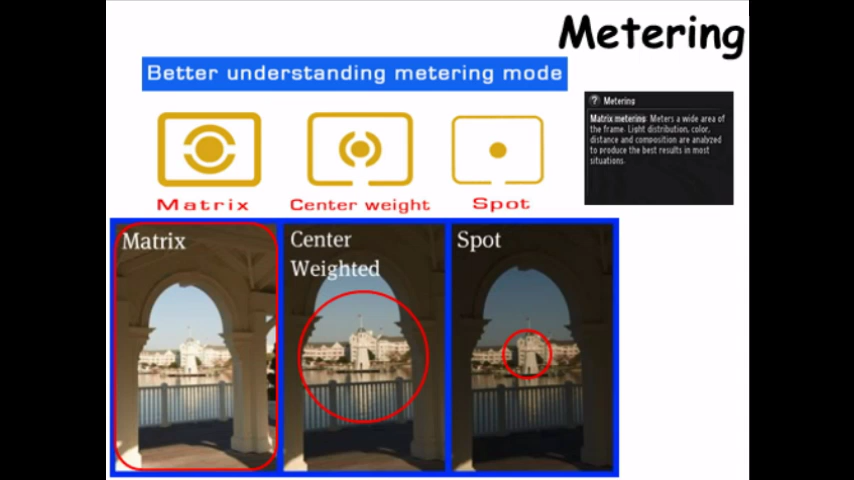 Metering
Better understanding metering mode
? Metering
Matrix metering: Meters a wide area of
the frame. Light distribution, color,
distance and composition are analyzed
to produce the best results in most
situations.
Matrix
Center weight
Spot
Matrix
Center
Weighted
Spot